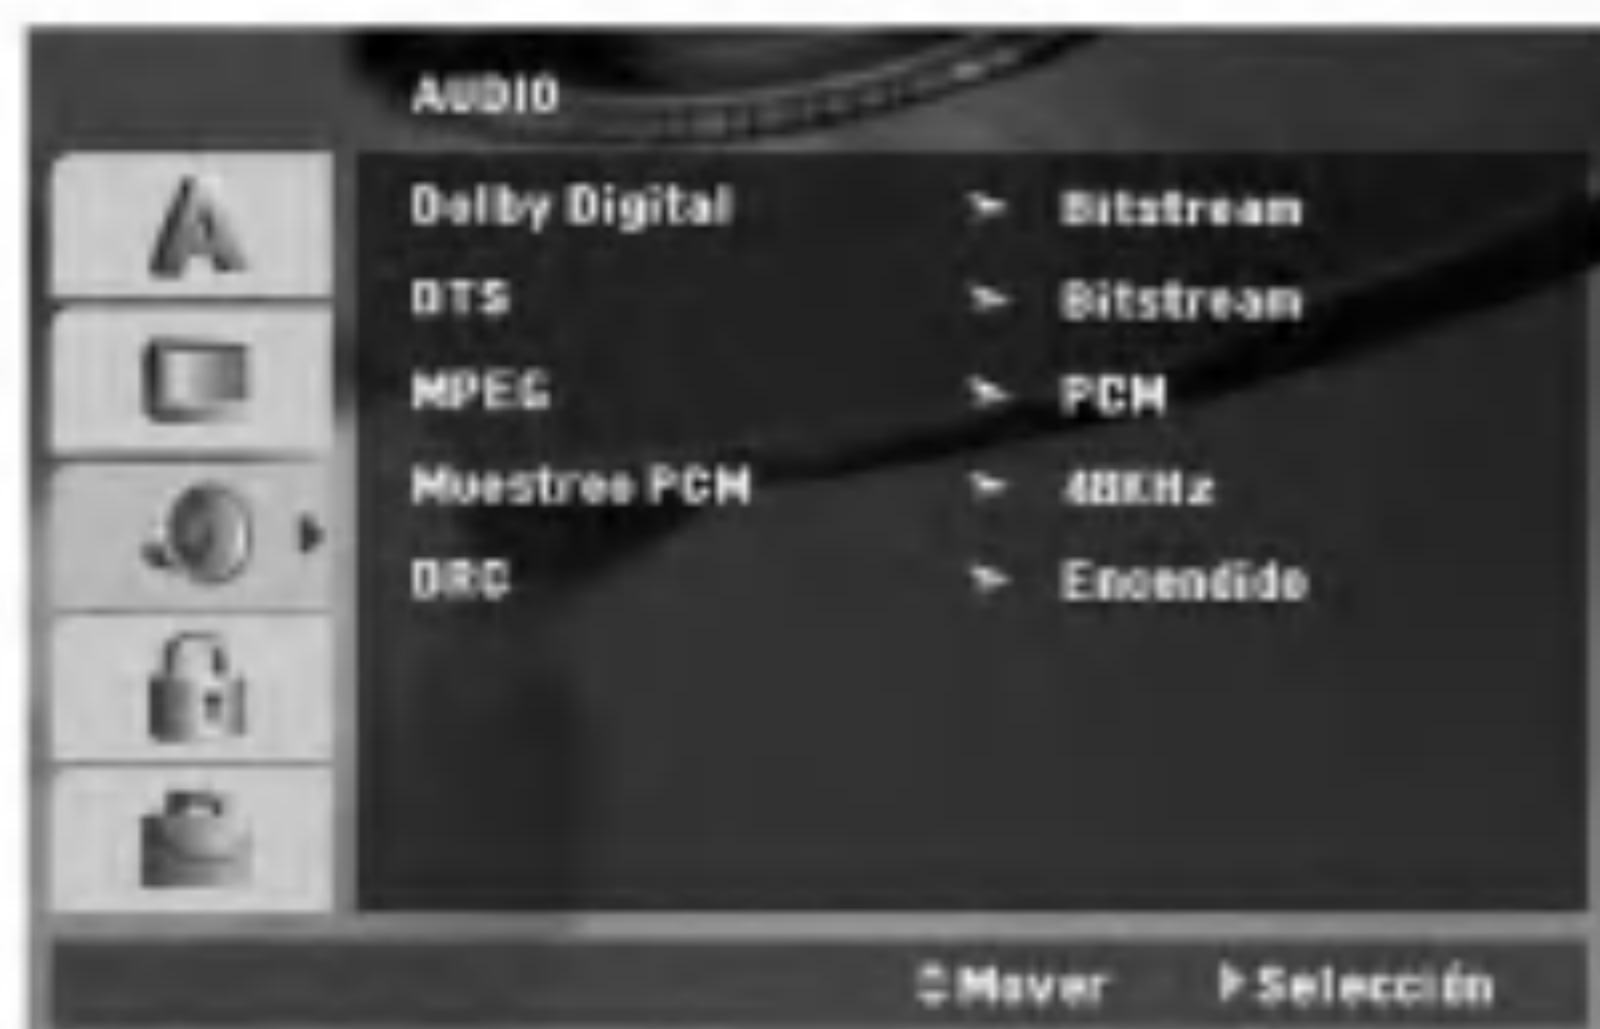 AUDIO
Dolby Digital Bitstream
DTS Bitstream
MPEG PCM
Muestreo PCM 48KHz
DRC Encendido
Mover Selección